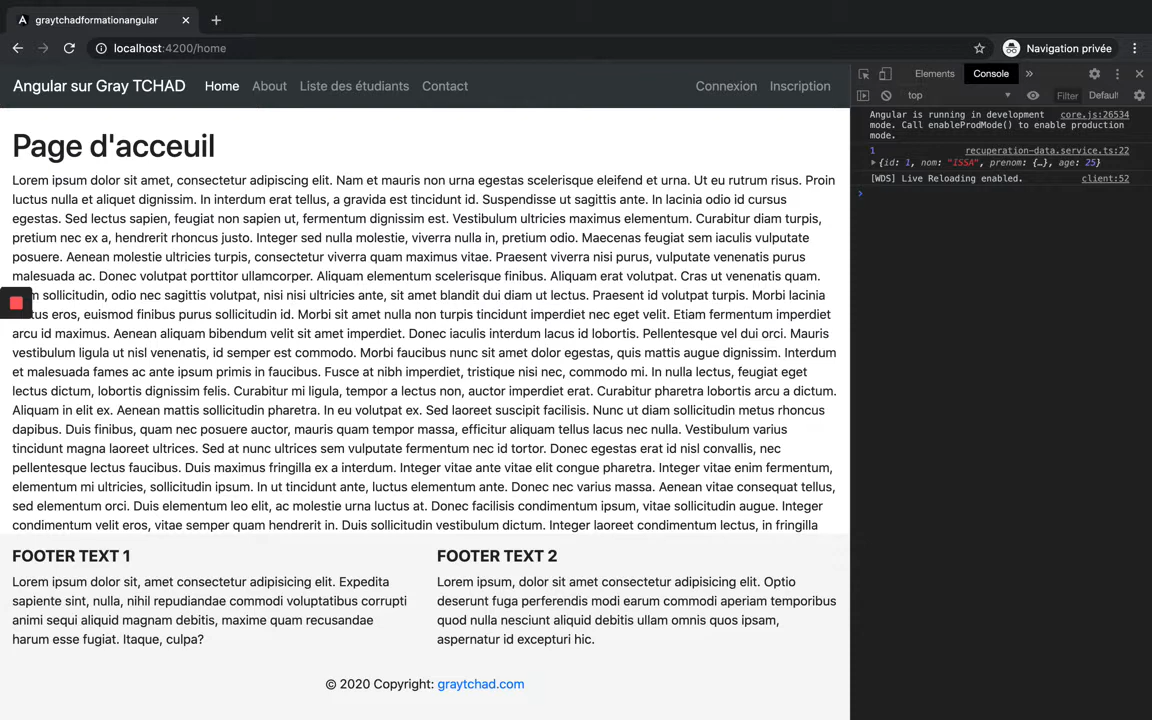 graytchadformationangular
localhost:4200/home
Navigation privée
Angular sur Gray TCHAD Home About Liste des étudiants Contact Connexion Inscription
Page d'acceuil
Lorem ipsum dolor sit amet, consectetur adipiscing elit. Nam et mauris non urna egestas scelerisque eleifend et urna. Ut eu rutrum risus. Proin
luctus nulla et aliquet dignissim. In interdum erat tellus, a gravida est tincidunt id. Suspendisse ut sagittis ante. In lacinia odio id cursus
egestas. Sed lectus sapien, feugiat non sapien ut, fermentum dignissim est. Vestibulum ultricies maximus elementum. Curabitur diam turpis,
pretium nec ex a, hendrerit rhoncus justo. Integer sed nulla molestie, viverra nulla in, pretium odio. Maecenas feugiat sem iaculis vulputate
posuere. Aenean molestie ultricies turpis, consectetur viverra quam maximus vitae. Praesent viverra nisi purus, vulputate venenatis purus
malesuada ac. Donec volutpat porttitor ullamcorper. Aliquam elementum scelerisque finibus. Aliquam erat volutpat. Cras ut venenatis quam.
sollicitudin, odio nec sagittis volutpat, nisi nisi ultricies ante, sit amet blandit dui diam ut lectus. Praesent id volutpat turpis. Morbi lacinia
eros, euismod finibus purus sollicitudin id. Morbi sit amet nulla non turpis tincidunt imperdiet nec eget velit. Etiam fermentum imperdiet
arcu id maximus. Aenean aliquam bibendum velit sit amet imperdiet. Donec iaculis interdum lacus id lobortis. Pellentesque vel dui orci. Mauris
vestibulum ligula ut nisl venenatis, id semper est commodo. Morbi faucibus nunc sit amet dolor egestas, quis mattis augue dignissim. Interdum
et malesuada fames ac ante ipsum primis in faucibus. Fusce at nibh imperdiet, tristique nisi nec, commodo mi. In nulla lectus, feugiat eget
lectus dictum, lobortis dignissim felis. Curabitur mi ligula, tempor a lectus non, auctor imperdiet erat. Curabitur pharetra lobortis arcu a dictum.
Aliquam in elit ex. Aenean mattis sollicitudin pharetra. In eu volutpat ex. Sed laoreet suscipit facilisis. Nunc ut diam sollicitudin metus rhoncus
dapibus. Duis finibus, quam nec posuere auctor, mauris quam tempor massa, efficitur aliquam tellus lacus nec nulla. Vestibulum varius
tincidunt magna laoreet ultrices. Sed at nunc ultrices sem vulputate fermentum nec id tortor. Donec egestas erat id nisl convallis, nec
pellentesque lectus faucibus. Duis maximus fringilla ex a interdum. Integer vitae ante vitae elit congue pharetra. Integer vitae enim fermentum,
elementum mi ultricies, sollicitudin ipsum. In ut tincidunt ante, luctus elementum ante. Donec nec varius massa. Aenean vitae consequat tellus,
sed elementum orci. Duis elementum leo elit, ac molestie urna luctus at. Donec facilisis condimentum ipsum, vitae sollicitudin augue. Integer
condimentum velit eros, vitae semper quam hendrerit in. Duis sollicitudin vestibulum dictum. Integer laoreet condimentum lectus, in fringilla
FOOTER TEXT 1
Lorem ipsum dolor sit, amet consectetur adipisicing elit. Expedita
sapiente sint, nulla, nihil repudiandae commodi voluptatibus corrupti
animi sequi aliquid magnam debitis, maxime quam recusandae
harum esse fugiat. Itaque, culpa?
FOOTER TEXT 2
Lorem ipsum, dolor sit amet consectetur adipisicing elit. Optio
deserunt fuga perferendis modi earum commodi aperiam temporibus
quod nulla nesciunt aliquid debitis ullam omnis quos ipsam,
aspernatur id excepturi hic.
© 2020 Copyright: graytchad.com
Elements Console
top Filter Default
Angular is running in development core.js:26534
mode. Call enableProdMode() to enable production
mode.
1 recuperation-data.service.ts:22
{id: 1, nom: "ISSA", prenom: {…}, age: 25}
[WDS] Live Reloading enabled. client:52